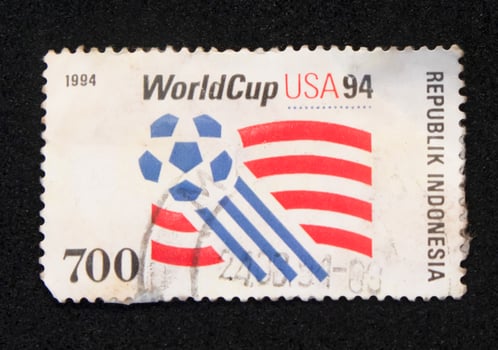 1994
WorldCup USA94
REPUBLIK INDONESIA
700